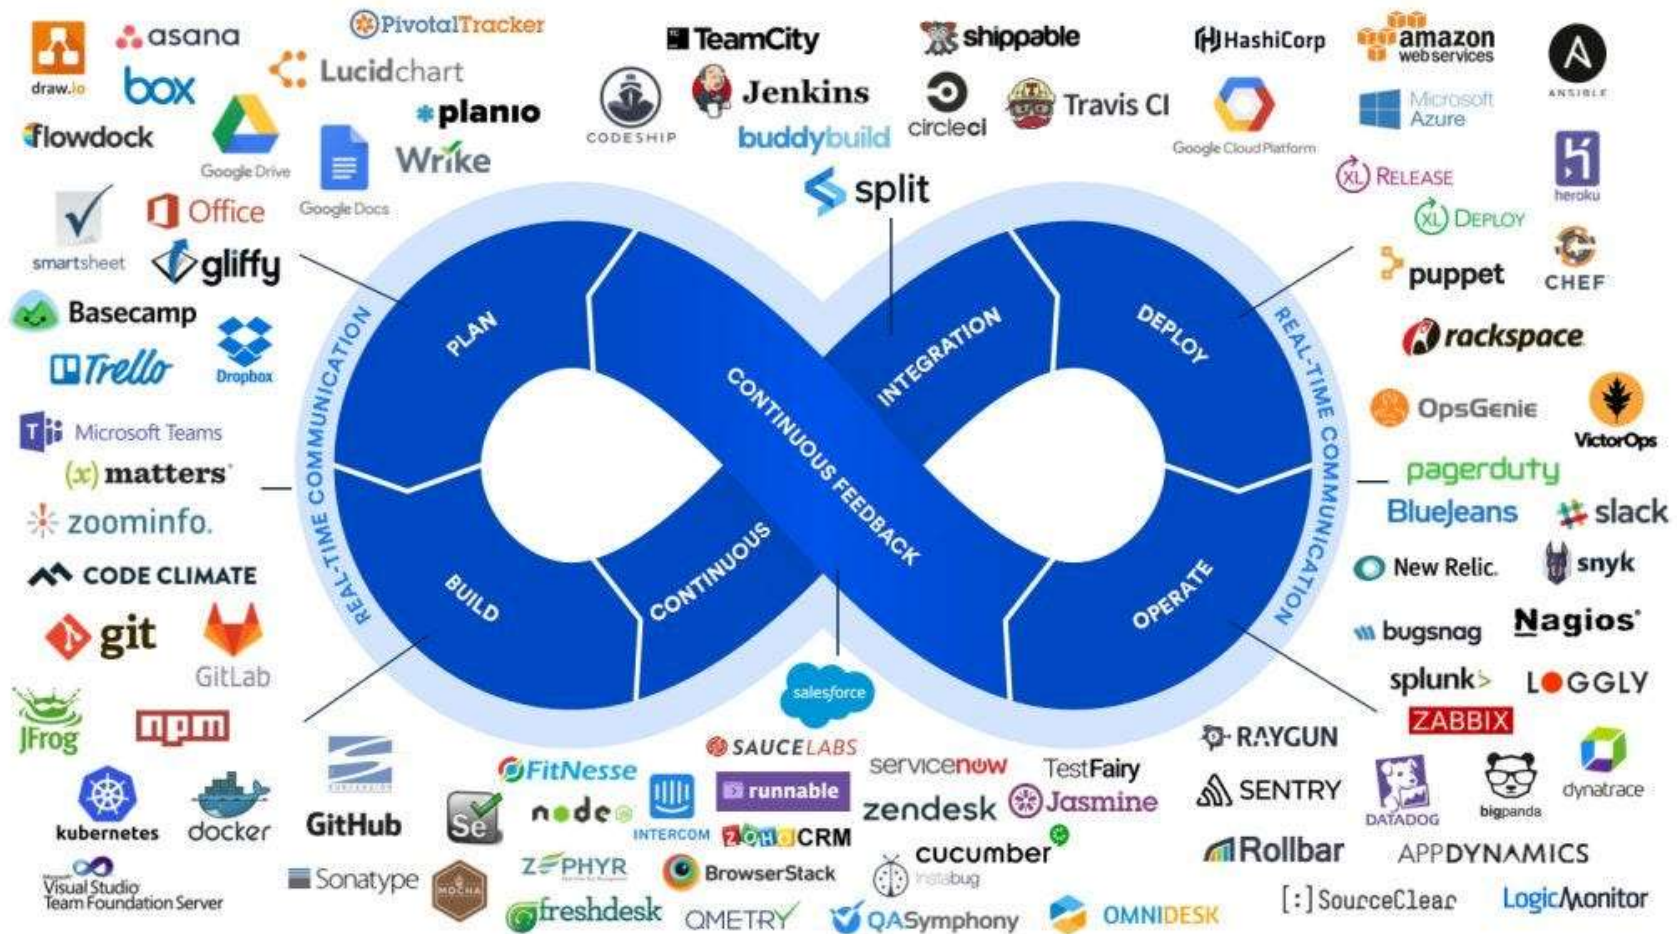 draw.io
asana
PivotalTracker
box
Lucidchart
flowdock
Google Drive
planio
Google Docs
Wrike
smartsheet
Office
gliffy
Basecamp
Trello
Dropbox
TeamCity
shippable
CODESHIP
Jenkins
buddybuild
circleci
Travis CI
split
HashiCorp
amazon
web services
ANSIBLE
Microsoft
Azure
Google Cloud Platform
XL RELEASE
heroku
XL DEPLOY
puppet
CHEF
rackspace
PLAN
CONTINUOUS FEEDBACK
INTEGRATION
DEPLOY
BUILD
CONTINUOUS
OPERATE
REAL-TIME COMMUNICATION
REAL-TIME COMMUNICATION
Microsoft Teams
(x) matters
zoominfo.
CODE CLIMATE
git
GitLab
JFrog
npm
kubernetes
docker
GitHub
Microsoft
Visual Studio
Team Foundation Server
Sonatype
OpsGenie
VictorOps
pagerduty
BlueJeans
slack
New Relic.
snyk
bugsnag
Nagios
splunk>
LOGGLY
ZABBIX
RAYGUN
SENTRY
DATADOG
bigpanda
dynatrace
Rollbar
APPDYNAMICS
[:] SourceClear
LogicMonitor
salesforce
SAUCELABS
FitNesse
servicenow
TestFairy
Se
node
INTERCOM
runnable
zendesk
Jasmine
ZOHO CRM
MOCHA
ZEPHYR
BrowserStack
cucumber
instabug
freshdesk
QMETRY
QASymphony
OMNIDESK